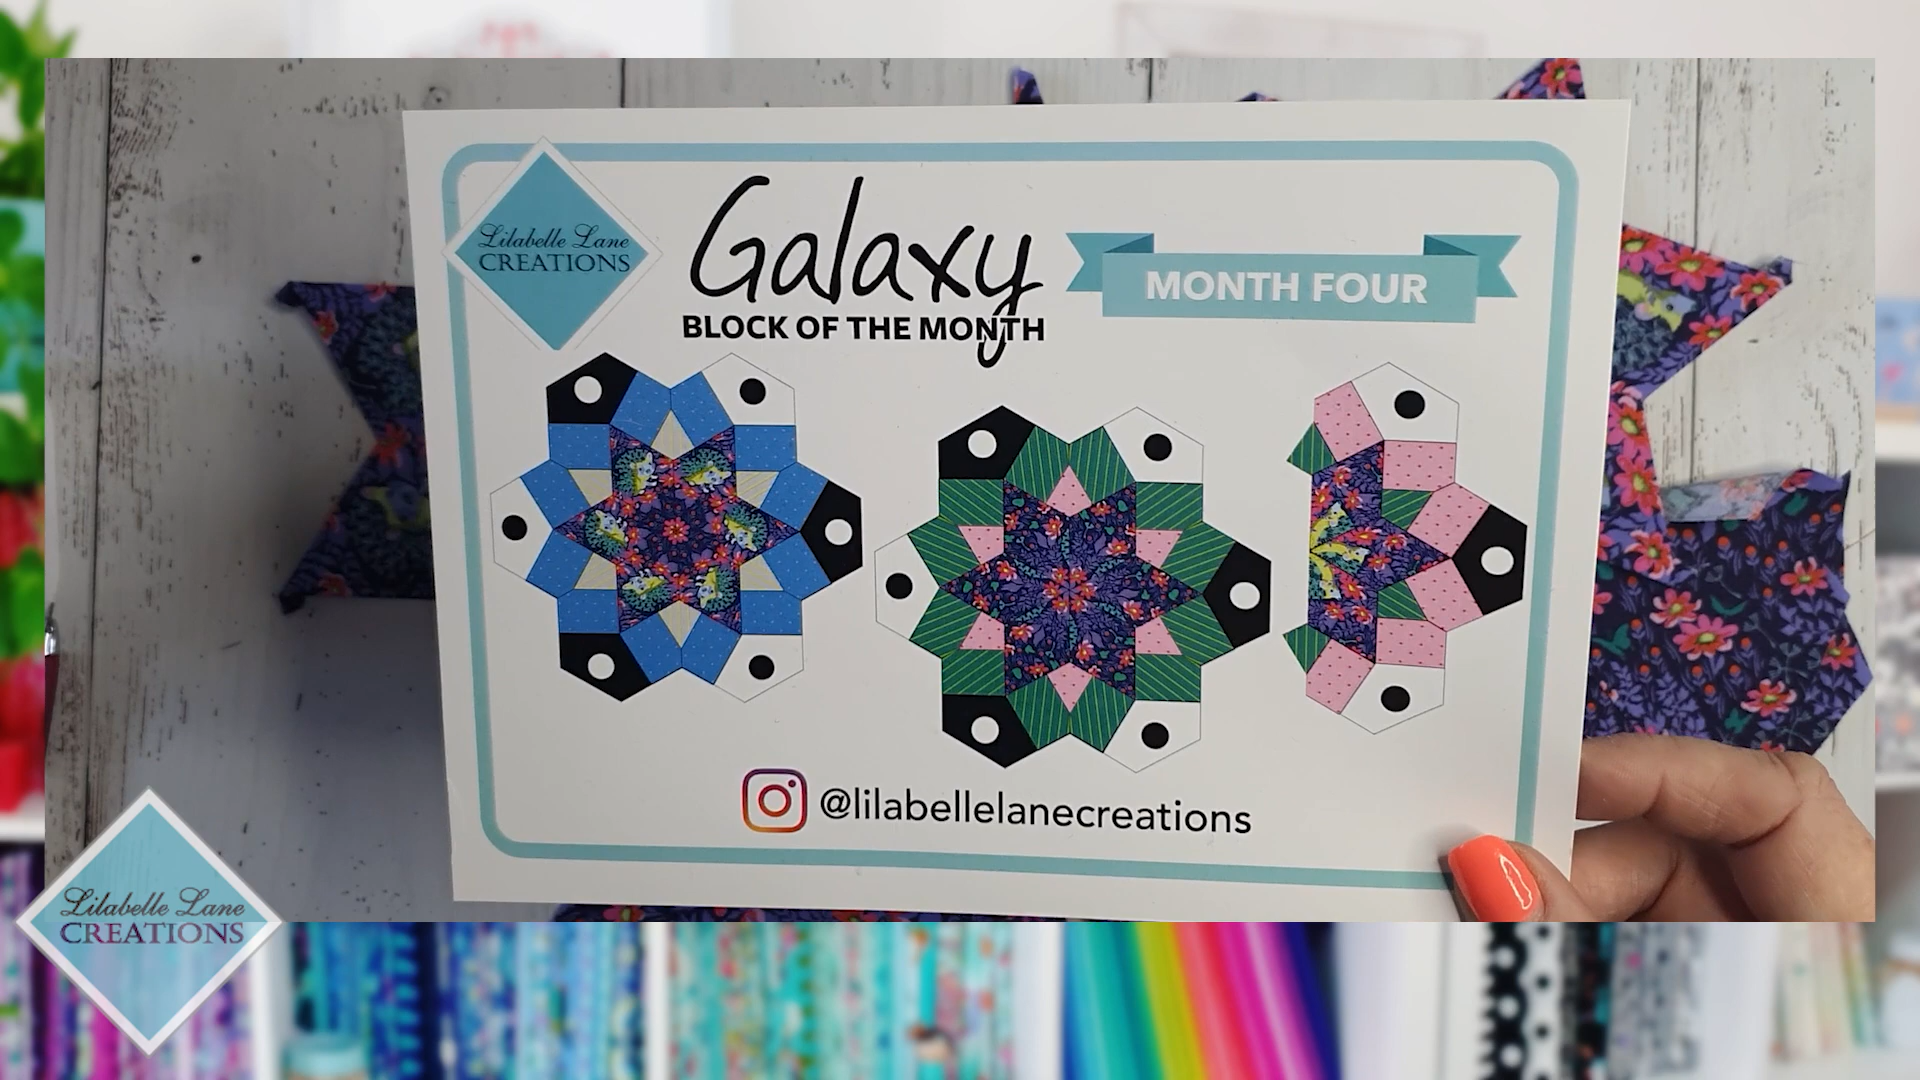 Lilabelle Lane
CREATIONS
Galaxy
BLOCK OF THE MONTH
MONTH FOUR
@lilabellelanecreations
Lilabelle Lane
CREATIONS